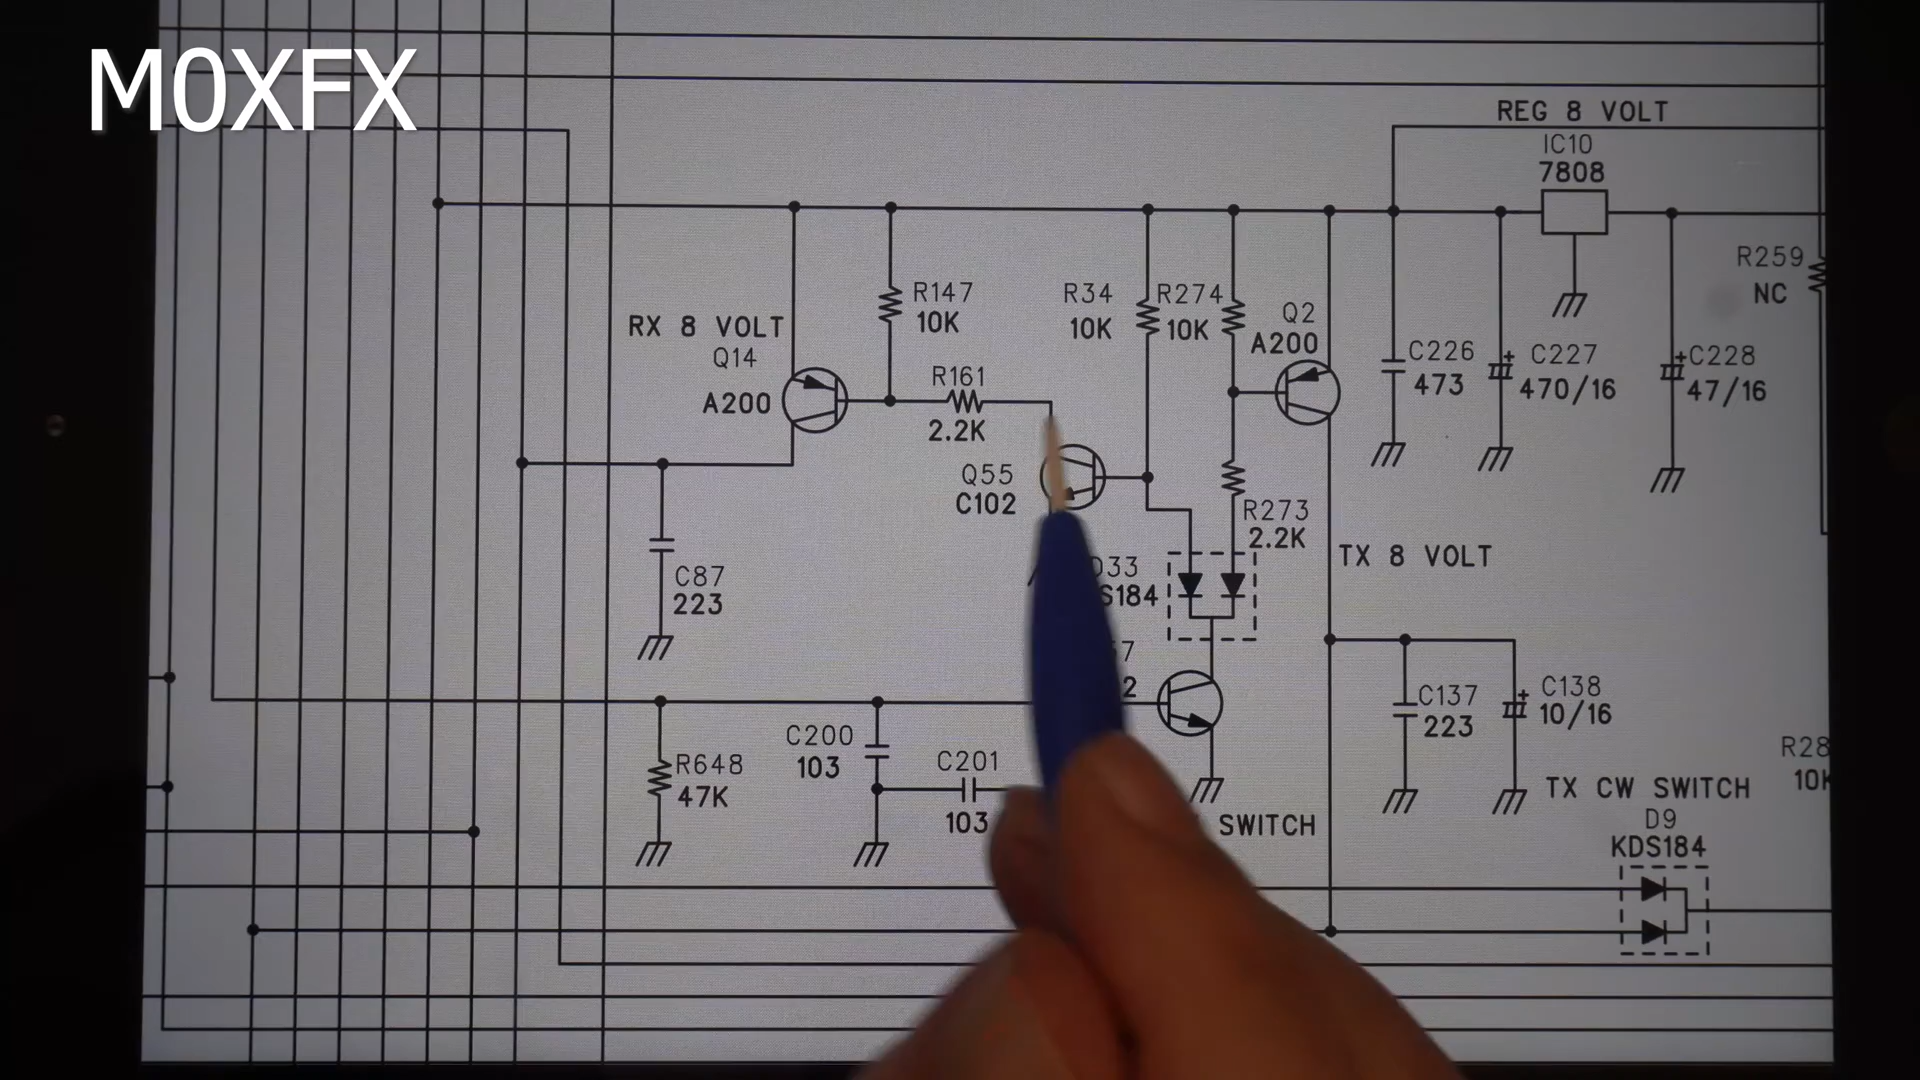 M0XFX
REG 8 VOLT
IC10
7808
R259
NC
RX 8 VOLT
Q14
A200
R147
10K
R161
2.2K
R34
10K
R274
10K
Q2
A200
C226
473
C227
470/16
C228
47/16
Q55
C102
R273
2.2K
TX 8 VOLT
D33
S184
C87
223
7
2
C137
223
C138
10/16
R648
47K
C200
103
C201
103
SWITCH
R28
10K
TX CW SWITCH
D9
KDS184